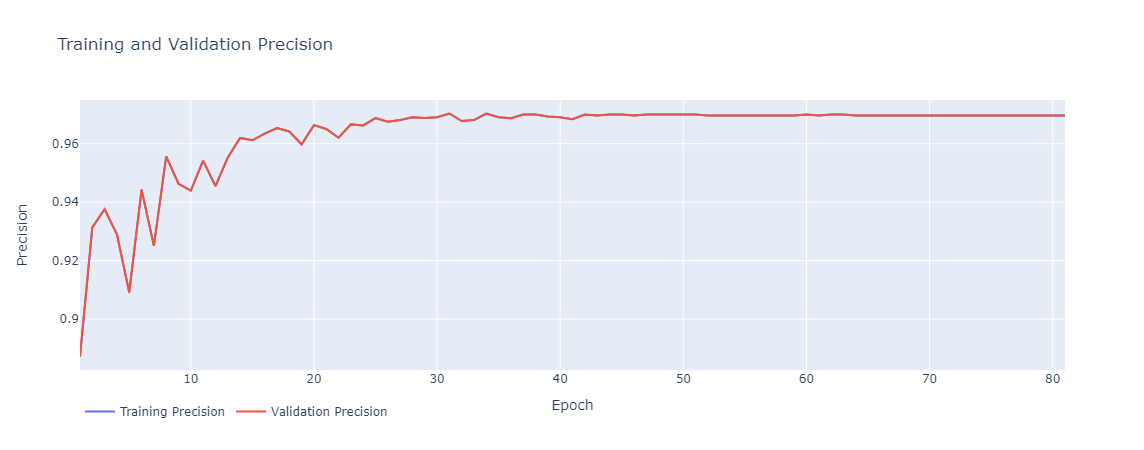 Training and Validation Precision
Precision
0.96
0.94
0.92
0.9
10 20 30 40 50 60 70 80
Epoch
Training Precision Validation Precision